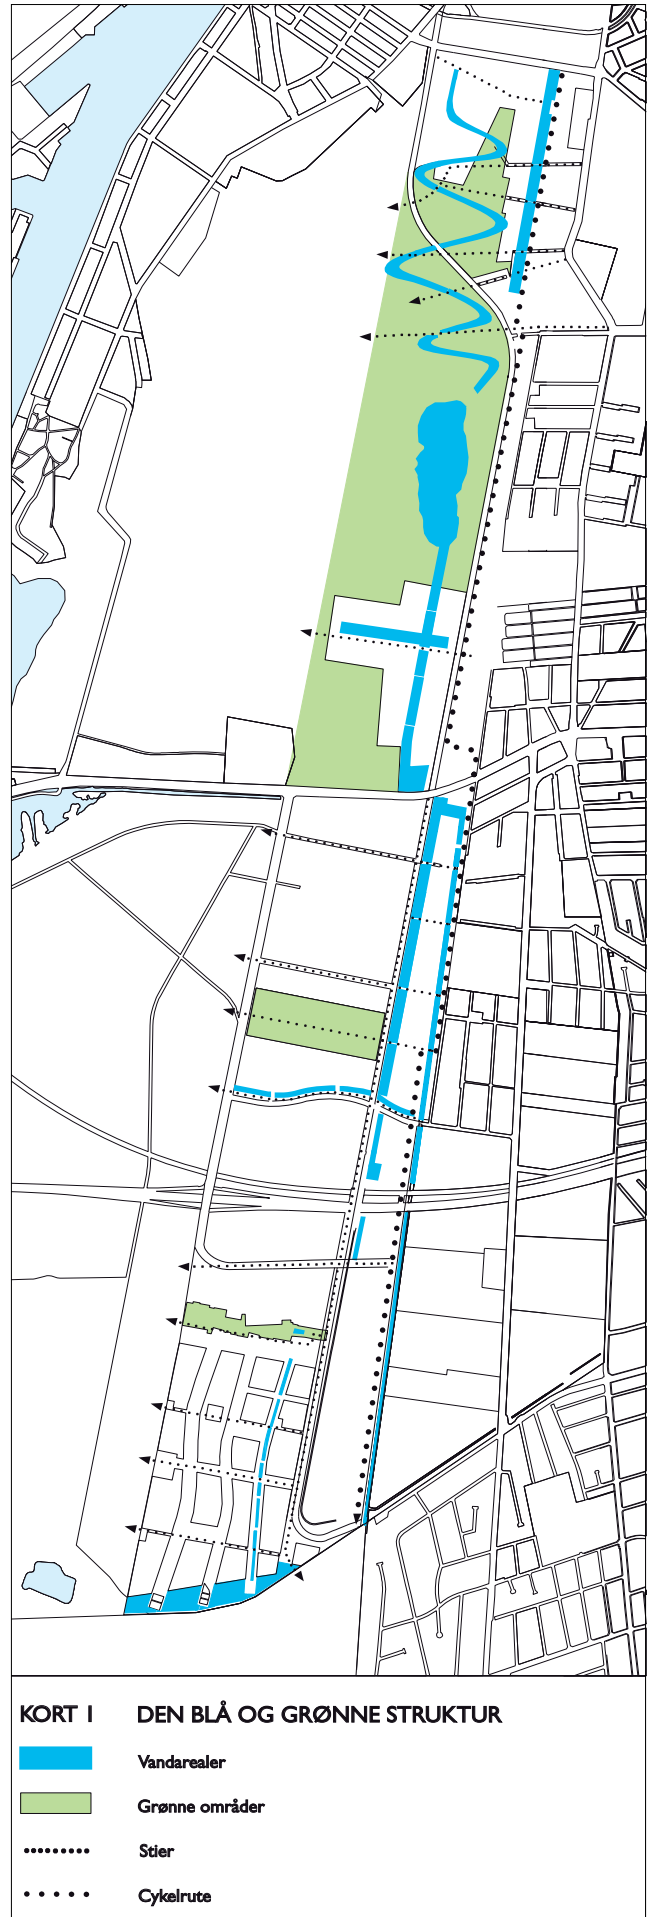 KORT 1 DEN BLÅ OG GRØNNE STRUKTUR
Vandarealer
Grønne områder
Stier
Cykelrute